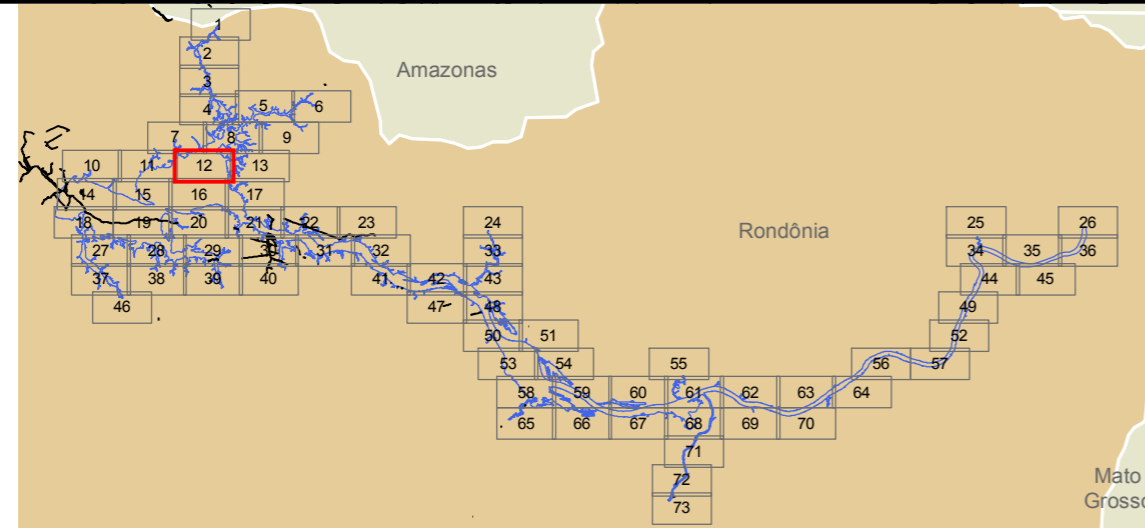 1
2
Amazonas
3
4 5 6
7 8 9
10 11 12 13
14 15 16 17
18 19 20 21 22 23 24 Rondônia 25 26
27 28 29 30 31 32 33 34 35 36
37 38 39 40 41 42 43 44 45
46 47 48 49
50 51 52
53 54 55 56 57
58 59 60 61 62 63 64
65 66 67 68 69 70
71
72 Mato
73 Grosso